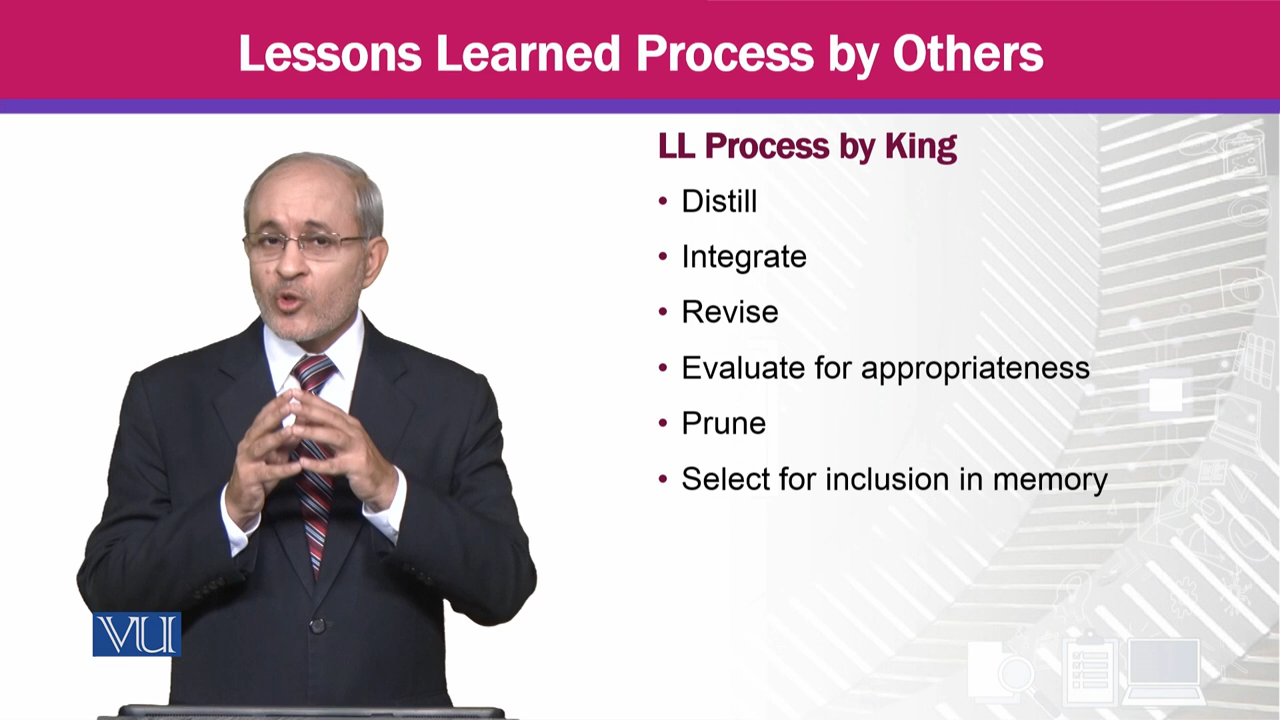 Lessons Learned Process by Others
LL Process by King
• Distill
• Integrate
• Revise
• Evaluate for appropriateness
• Prune
• Select for inclusion in memory
VU